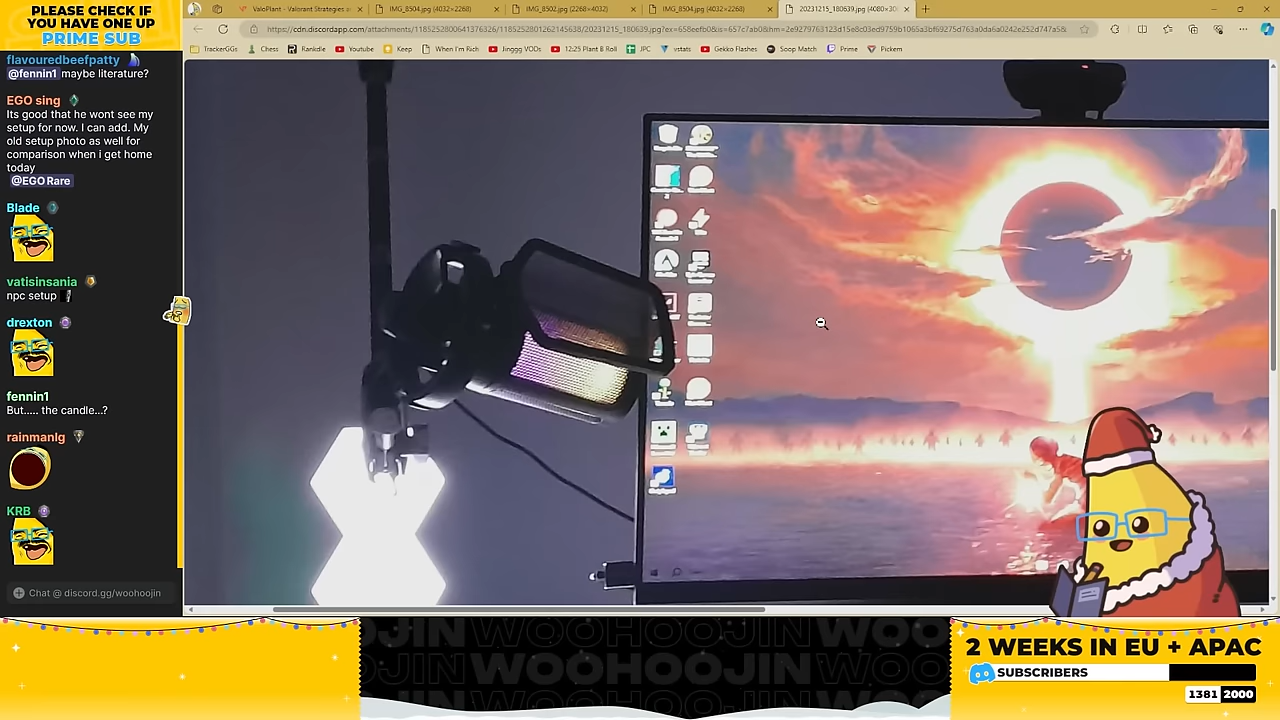 PLEASE CHECK IF
YOU HAVE ONE UP
PRIME SUB
ValoPlant - Valorant Strategies a
IMG_8504.jpg (4032×2268)
IMG_8502.jpg (2268×4032)
IMG_8504.jpg (4032×2268)
20231215_180639.jpg (4080×30
TrackerGGs
Chess
Rankdle
Youtube
Keep
When I'm Rich
Jinggg VODs
12:25 Plant & Roll
JPC
vstats
Gekko Flashes
Soop Match
Prime
Pickem
flavouredbeefpatty
@fennin1 maybe literature?
EGO sing
Its good that he wont see my
setup for now. I can add. My
old setup photo as well for
comparison when i get home
today
@EGO Rare
Blade
vatisinsania
npc setup
drexton
fennin1
But..... the candle...?
rainmanlg
KRB
Chat @ discord.gg/woohoojin
WOOHOOJIN
WOOHOOJIN
2 WEEKS IN EU + APAC
SUBSCRIBERS
1381 2000